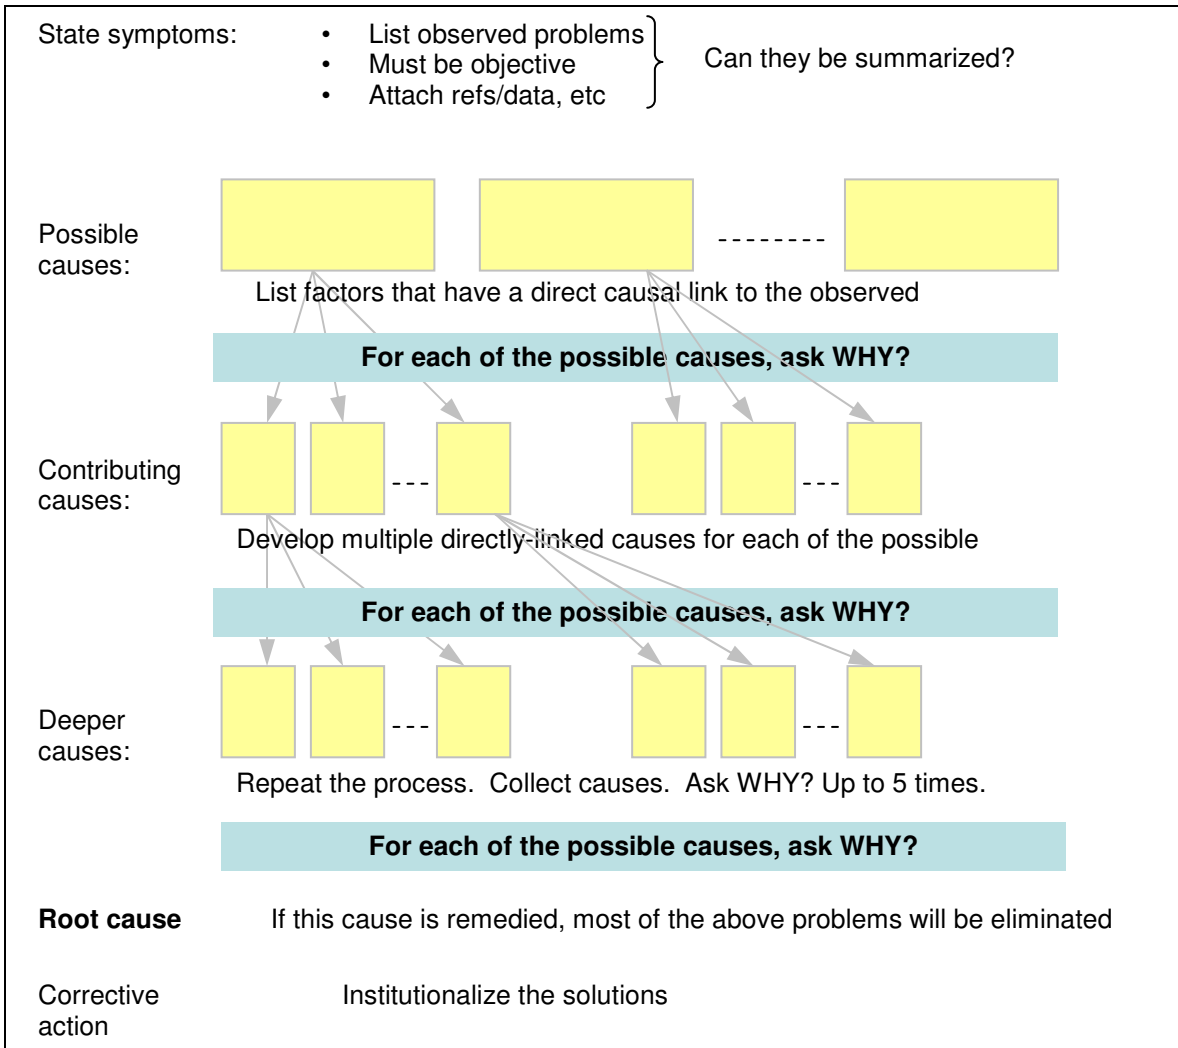 State symptoms:
• List observed problems
• Must be objective
• Attach refs/data, etc
Can they be summarized?
Possible
causes:
--------
List factors that have a direct causal link to the observed
For each of the possible causes, ask WHY?
Contributing
causes:
---
---
Develop multiple directly-linked causes for each of the possible
For each of the possible causes, ask WHY?
Deeper
causes:
---
---
Repeat the process.  Collect causes.  Ask WHY? Up to 5 times.
For each of the possible causes, ask WHY?
Root cause
If this cause is remedied, most of the above problems will be eliminated
Corrective
action
Institutionalize the solutions